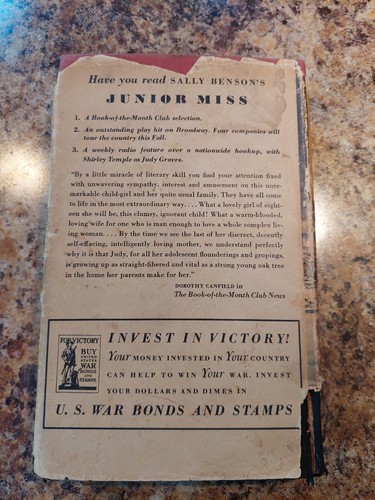 Have you read SALLY BENSON'S
JUNIOR MISS
1. A Book-of-the-Month Club selection.
2. An outstanding play hit on Broadway. Four companies will
tour the country this Fall.
3. A weekly radio feature over a nationwide hookup, with
Shirley Temple as Judy Graves.
"By a little miracle of literary skill you find your attention fixed
with unwavering sympathy, interest and amusement on this unre-
markable child-girl and her quite usual family. They have all come
to life in the most extraordinary way. . . . What a lovely girl of eight-
een she will be, this clumsy, ignorant child! What a warm-blooded,
loving wife for one who is man enough to love a whole complex liv-
ing woman. . . . By the time we see the last of her discreet, decently
self-effacing, intelligently loving mother, we understand perfectly
why it is that Judy, for all her adolescent flounderings and gropings,
is growing up as straight-fibered and vital as a strong young oak tree
in the home her parents make for her."
DOROTHY CANFIELD in
The Book-of-the-Month Club News
FOR VICTORY
BUY
UNITED
STATES
WAR
BONDS
AND
STAMPS
INVEST IN VICTORY!
Your MONEY INVESTED IN Your COUNTRY
CAN HELP TO WIN Your WAR. INVEST
YOUR DOLLARS AND DIMES IN
U. S. WAR BONDS AND STAMPS